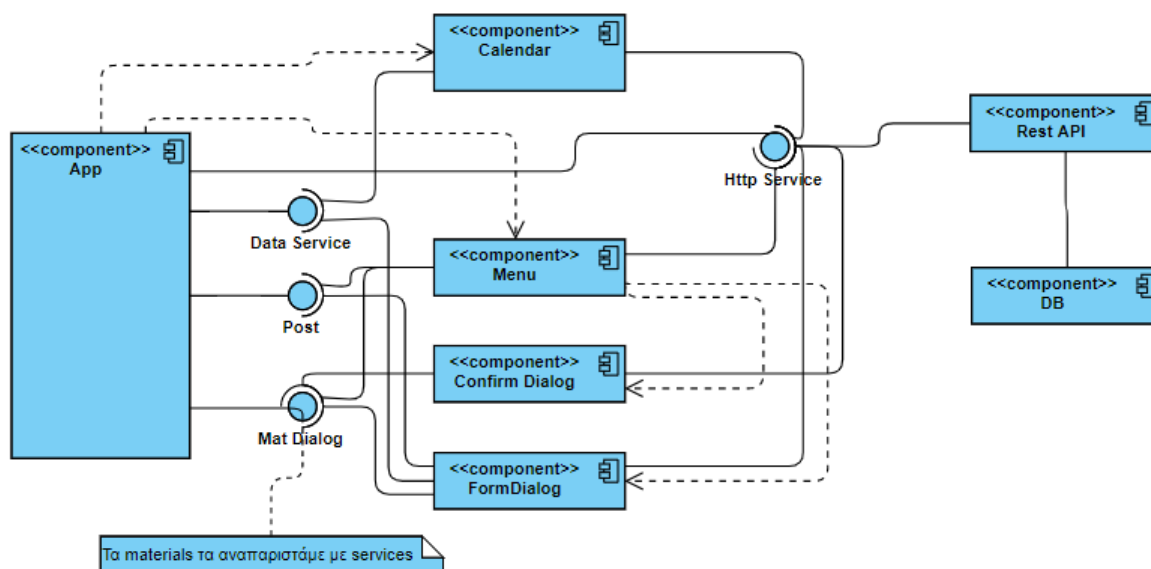 <<component>>
Calendar
<<component>>
App
<<component>>
Rest API
Http Service
Data Service
<<component>>
Menu
<<component>>
DB
Post
<<component>>
Confirm Dialog
Mat Dialog
<<component>>
FormDialog
Τα materials τα αναπαριστάμε με services